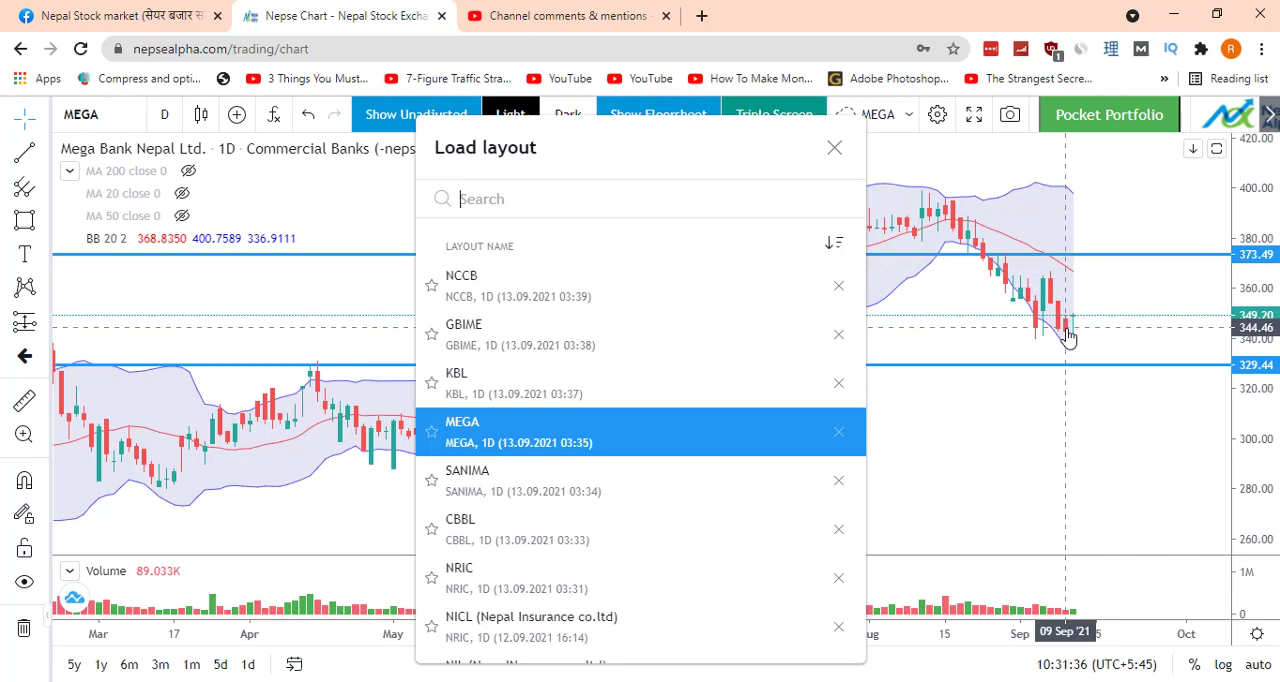 Nepal Stock market (सेयर बजार स
Nepse Chart - Nepal Stock Excha
Channel comments & mentions -
nepsealpha.com/trading/chart
1
理
M
IQ
R
Apps
Compress and opti...
3 Things You Must...
7-Figure Traffic Stra...
YouTube
YouTube
How To Make Mon...
Adobe Photoshop...
The Strangest Secre...
»
Reading list
MEGA
D
Show Unadjusted
Light
Dark
Show Floorsheet
Triple Screen
MEGA
Pocket Portfolio
Mega Bank Nepal Ltd. · 1D · Commercial Banks (-neps
MA 200 close 0
MA 20 close 0
MA 50 close 0
BB 20 2 368.8350 400.7589 336.9111
Load layout
Search
LAYOUT NAME
NCCB
NCCB, 1D (13.09.2021 03:39)
GBIME
GBIME, 1D (13.09.2021 03:38)
KBL
KBL, 1D (13.09.2021 03:37)
MEGA
MEGA, 1D (13.09.2021 03:35)
SANIMA
SANIMA, 1D (13.09.2021 03:34)
CBBL
CBBL, 1D (13.09.2021 03:33)
NRIC
NRIC, 1D (13.09.2021 03:31)
NICL (Nepal Insurance co.ltd)
NRIC, 1D (12.09.2021 16:14)
420.00
400.00
380.00
373.49
360.00
349.20
344.46
340.00
329.44
320.00
300.00
280.00
260.00
1M
0
Volume 89.033K
Mar
17
Apr
May
ug
15
Sep
09 Sep '21
5
Oct
5y
1y
6m
3m
1m
5d
1d
10:31:36 (UTC+5:45)
%
log
auto